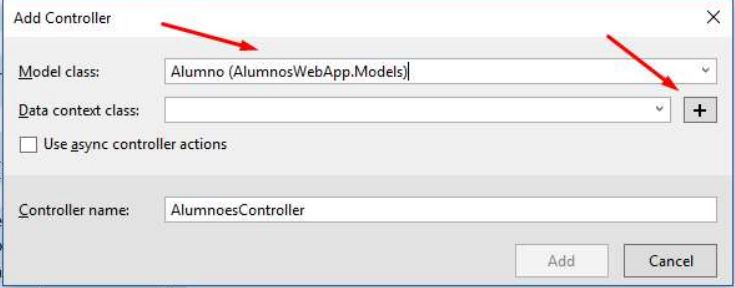 Add Controller
Model class: Alumno (AlumnosWebApp.Models)
Data context class: +
Use async controller actions
Controller name: AlumnoesController
Add Cancel